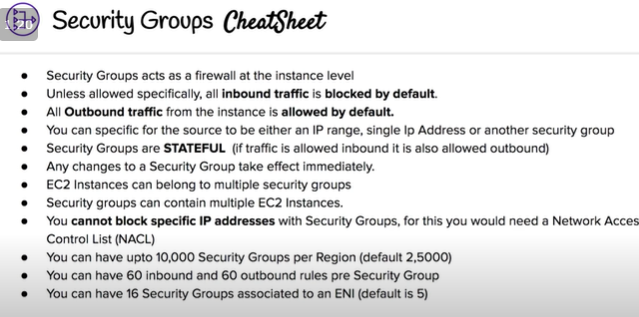 Security Groups CheatSheet
• Security Groups acts as a firewall at the instance level
• Unless allowed specifically, all inbound traffic is blocked by default.
• All Outbound traffic from the instance is allowed by default.
• You can specific for the source to be either an IP range, single Ip Address or another security group
• Security Groups are STATEFUL (if traffic is allowed inbound it is also allowed outbound)
• Any changes to a Security Group take effect immediately.
• EC2 Instances can belong to multiple security groups
• Security groups can contain multiple EC2 Instances.
• You cannot block specific IP addresses with Security Groups, for this you would need a Network Acces
Control List (NACL)
• You can have upto 10,000 Security Groups per Region (default 2,5000)
• You can have 60 inbound and 60 outbound rules pre Security Group
• You can have 16 Security Groups associated to an ENI (default is 5)